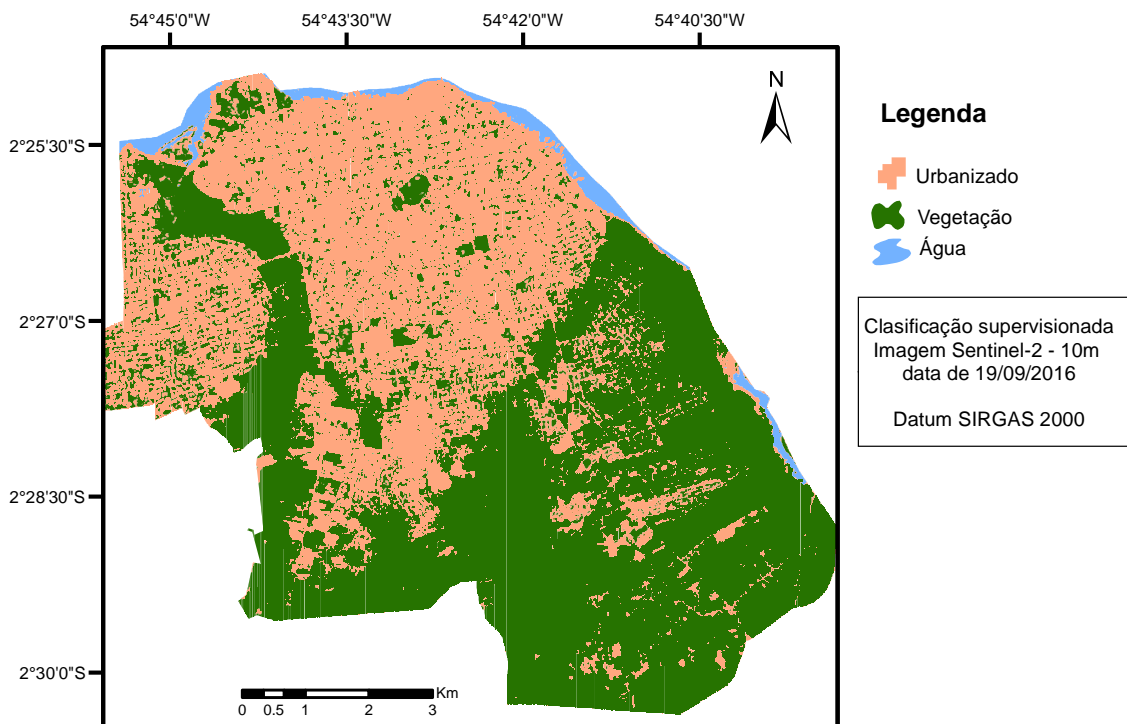 54°45'0"W 54°43'30"W 54°42'0"W 54°40'30"W
N
2°25'30"S
2°27'0"S
2°28'30"S
2°30'0"S
Km
0 0.5 1 2 3
Legenda
Urbanizado
Vegetação
Água
Clasificação supervisionada
Imagem Sentinel-2 - 10m
data de 19/09/2016
Datum SIRGAS 2000